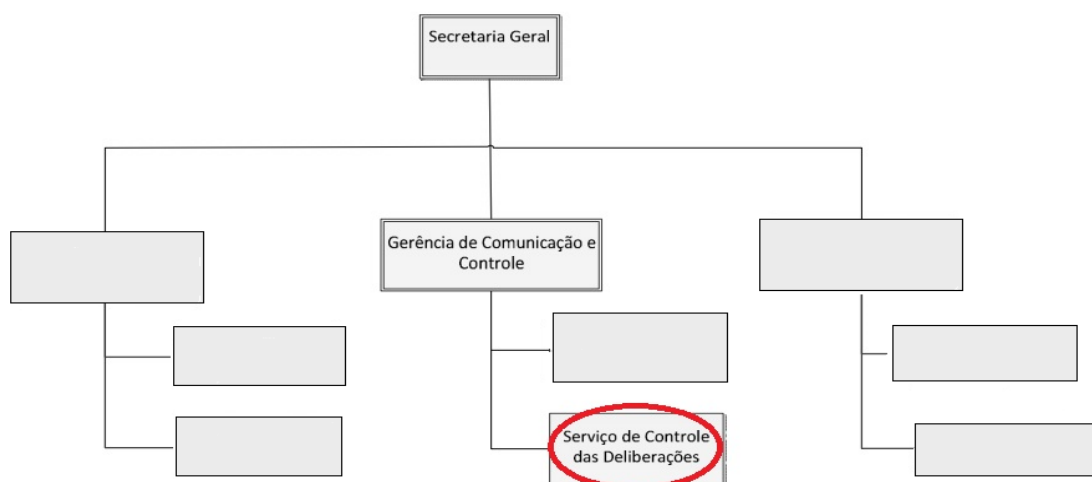 Secretaria Geral
Gerência de Comunicação e
Controle
Serviço de Controle
das Deliberações